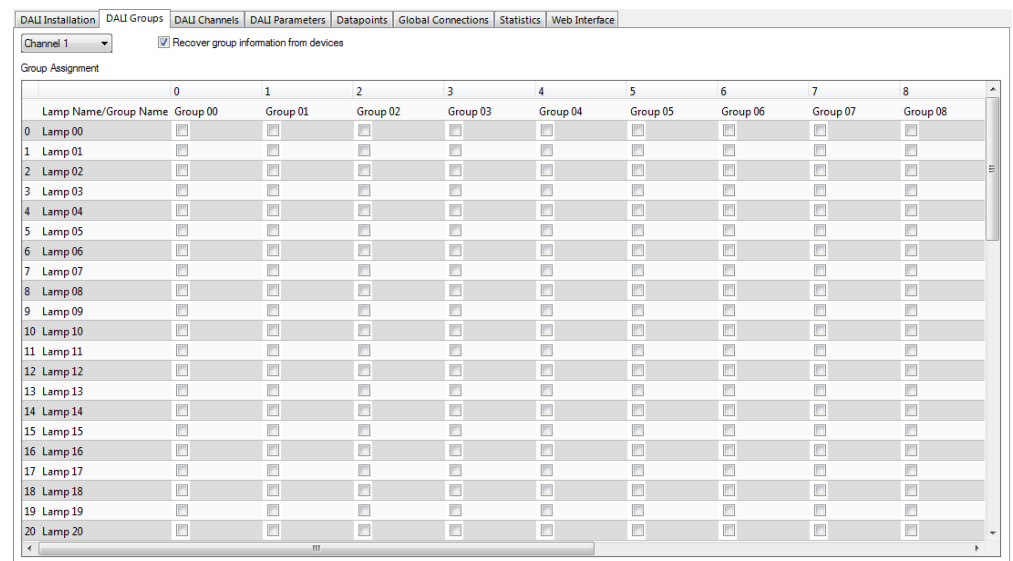 DALI Installation DALI Groups DALI Channels DALI Parameters Datapoints Global Connections Statistics Web Interface
Channel 1 Recover group information from devices
Group Assignment
0 1 2 3 4 5 6 7 8
Lamp Name/Group Name Group 00 Group 01 Group 02 Group 03 Group 04 Group 05 Group 06 Group 07 Group 08
0 Lamp 00
1 Lamp 01
2 Lamp 02
3 Lamp 03
4 Lamp 04
5 Lamp 05
6 Lamp 06
7 Lamp 07
8 Lamp 08
9 Lamp 09
10 Lamp 10
11 Lamp 11
12 Lamp 12
13 Lamp 13
14 Lamp 14
15 Lamp 15
16 Lamp 16
17 Lamp 17
18 Lamp 18
19 Lamp 19
20 Lamp 20